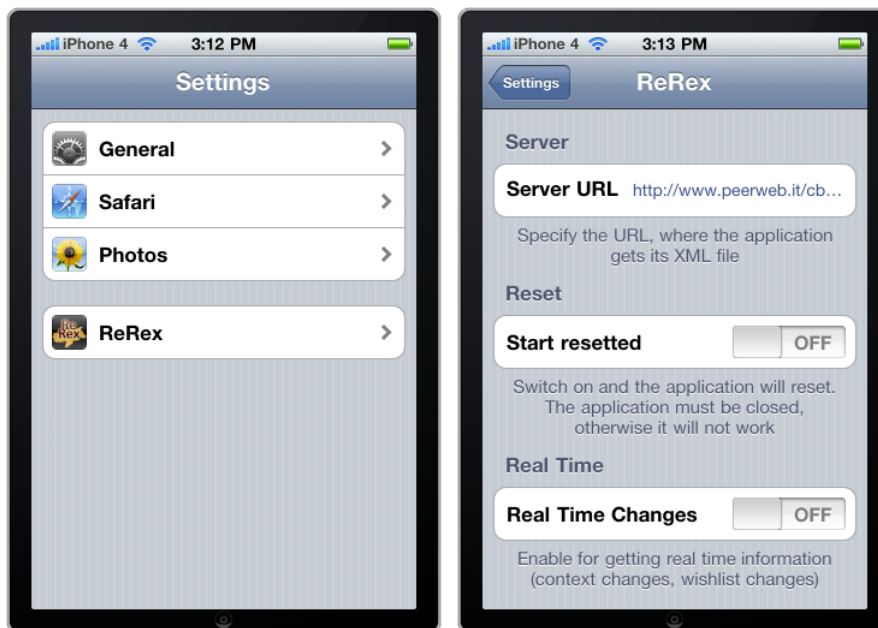 iPhone 4 3:12 PM
Settings
General
Safari
Photos
ReRex
ReRex
iPhone 4 3:13 PM
Settings ReRex
Server
Server URL http://www.peerweb.it/cb...
Specify the URL, where the application
gets its XML file
Reset
Start resetted OFF
Switch on and the application will reset.
The application must be closed,
otherwise it will not work
Real Time
Real Time Changes OFF
Enable for getting real time information
(context changes, wishlist changes)